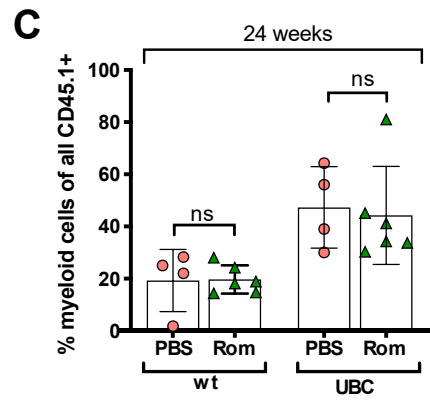 C
24 weeks
% myeloid cells of all CD45.1+
100
80
60
40
20
0
ns
ns
PBS Rom PBS Rom
wt UBC